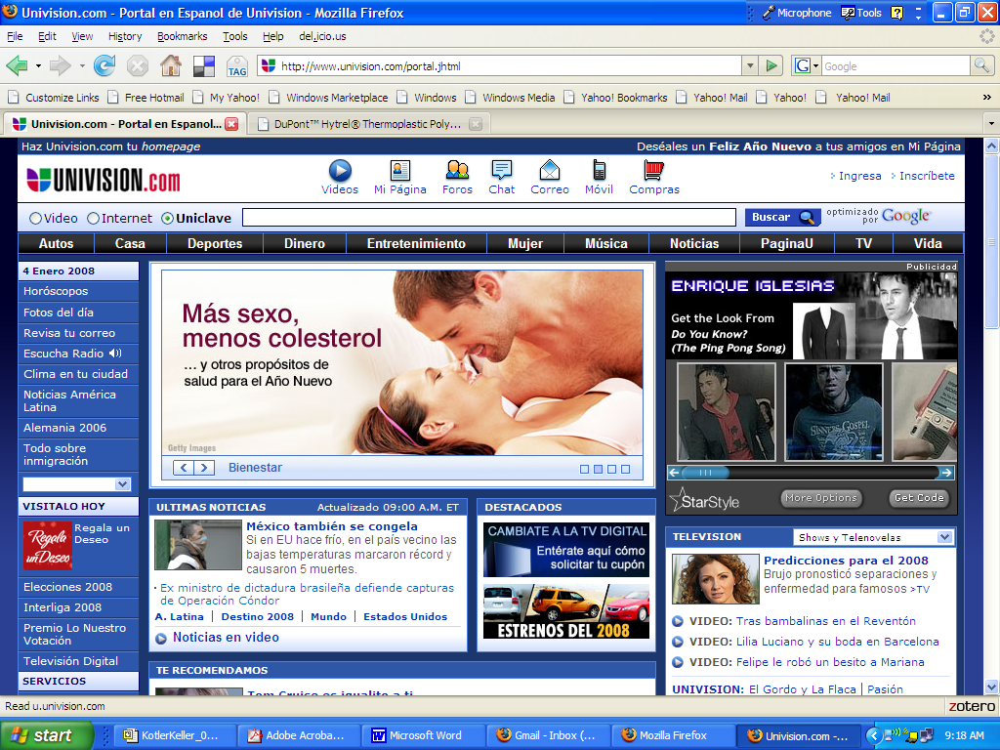 Univision.com - Portal en Espanol de Univision - Mozilla Firefox
Microphone Tools
File Edit View History Bookmarks Tools Help del.icio.us
TAG http://www.univision.com/portal.jhtml G Google
Customize Links Free Hotmail My Yahoo! Windows Marketplace Windows Windows Media Yahoo! Bookmarks Yahoo! Mail Yahoo! Yahoo! Mail »
Univision.com - Portal en Espanol... DuPont™ Hytrel® Thermoplastic Poly...
Haz Univision.com tu homepage
Deséales un Feliz Año Nuevo a tus amigos en Mi Página
UNIVISION.com
Videos Mi Página Foros Chat Correo Móvil Compras
Ingresa Inscríbete
Video Internet Uniclave Buscar optimizado por Google
Autos Casa Deportes Dinero Entretenimiento Mujer Música Noticias PaginaU TV Vida
4 Enero 2008
Horóscopos
Fotos del día
Revisa tu correo
Escucha Radio
Clima en tu ciudad
Noticias América
Latina
Alemania 2006
Todo sobre
inmigración
VISITALO HOY
Regala un Deseo
Regala un
Deseo
Elecciones 2008
Interliga 2008
Premio Lo Nuestro
Votación
Televisión Digital
SERVICIOS
Más sexo,
menos colesterol
... y otros propósitos de
salud para el Año Nuevo
Getty Images
< > Bienestar
ULTIMAS NOTICIAS Actualizado 09:00 A.M. ET
México también se congela
Si en EU hace frío, en el país vecino las
bajas temperaturas marcaron récord y
causaron 5 muertes.
· Ex ministro de dictadura brasileña defiende capturas
de Operación Cóndor
A. Latina | Destino 2008 | Mundo | Estados Unidos
Noticias en video
DESTACADOS
CAMBIATE A LA TV DIGITAL
Entérate aquí cómo
solicitar tu cupón
ESTRENOS DEL 2008
TE RECOMENDAMOS
Tom Cruise es igualito a ti
Publicidad
ENRIQUE IGLESIAS
Get the Look From
Do You Know?
(The Ping Pong Song)
SINNERS GOSPEL
StarStyle More Options Get Code
TELEVISION Shows y Telenovelas
Predicciones para el 2008
Brujo pronosticó separaciones y
enfermedad para famosos >TV
VIDEO: Tras bambalinas en el Reventón
VIDEO: Lilia Luciano y su boda en Barcelona
VIDEO: Felipe le robó un besito a Mariana
UNIVISION: El Gordo y La Flaca | Pasión
Read u.univision.com
zotero
start KotlerKeller_0... Adobe Acroba... Microsoft Word Gmail - Inbox (... Mozilla Firefox Univision.com -... 9:18 AM